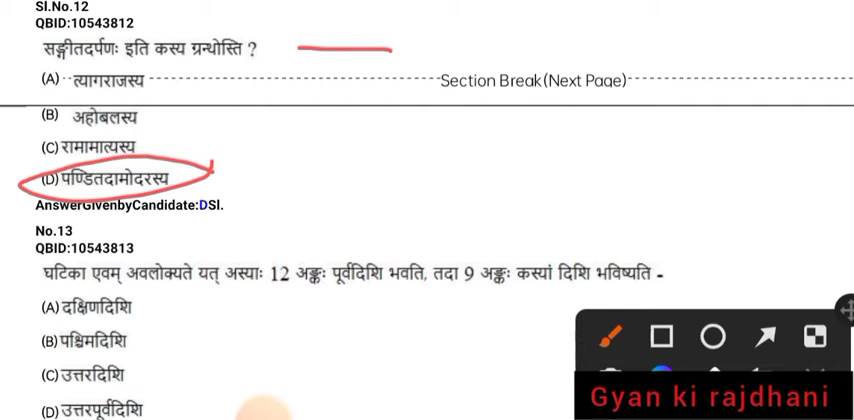 Sl.No.12
QBID:10543812
सङ्गीतदर्पणः इति कस्य ग्रन्थोस्ति ?
(A) त्यागराजस्य Section Break (Next Page)
(B) अहोबलस्य
(C) रामामात्यस्य
(D) पण्डितदामोदरस्य
AnswerGivenbyCandidate:DSl.
No.13
QBID:10543813
घटिका एवम् अवलोक्यते यत् अस्याः 12 अङ्कः पूर्वदिशि भवति, तदा 9 अङ्कः कस्यां दिशि भविष्यति -
(A) दक्षिणदिशि
(B) पश्चिमदिशि
(C) उत्तरदिशि
(D) उत्तरपूर्वदिशि
Gyan ki rajdhani